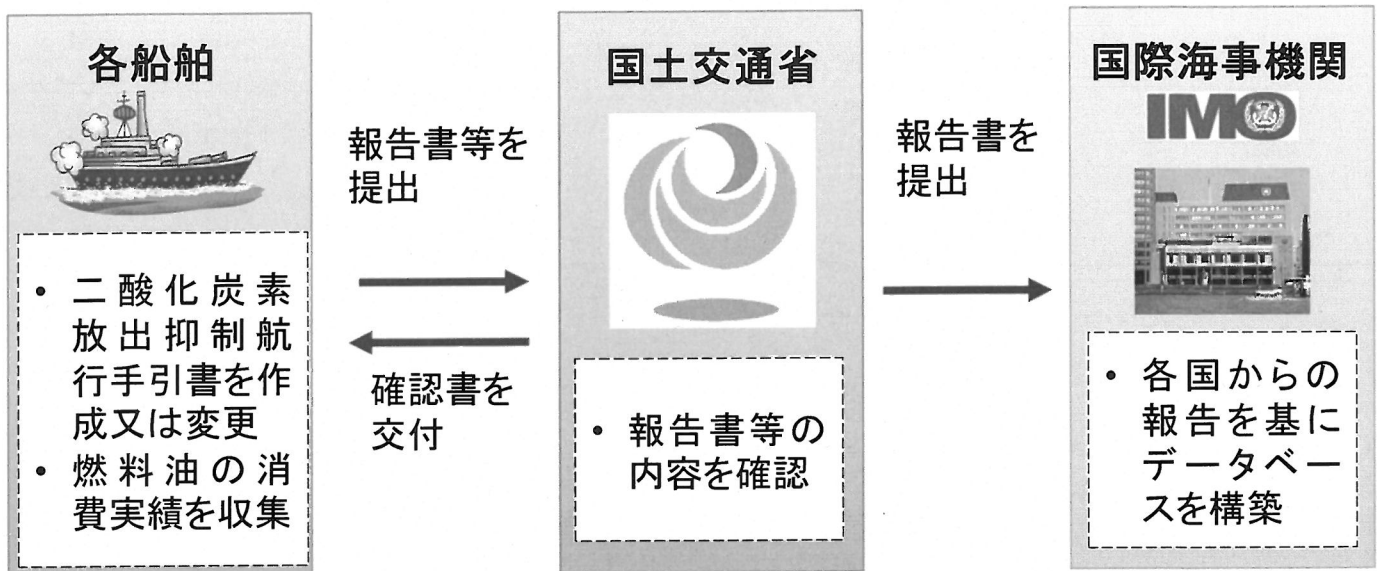 各船舶
• 二酸化炭素
放出抑制航
行手引書を作
成又は変更
• 燃料油の消
費実績を収集
報告書等を
提出
確認書を
交付
国土交通省
• 報告書等の
内容を確認
報告書を
提出
国際海事機関
IMO
• 各国からの
報告を基に
データベー
スを構築